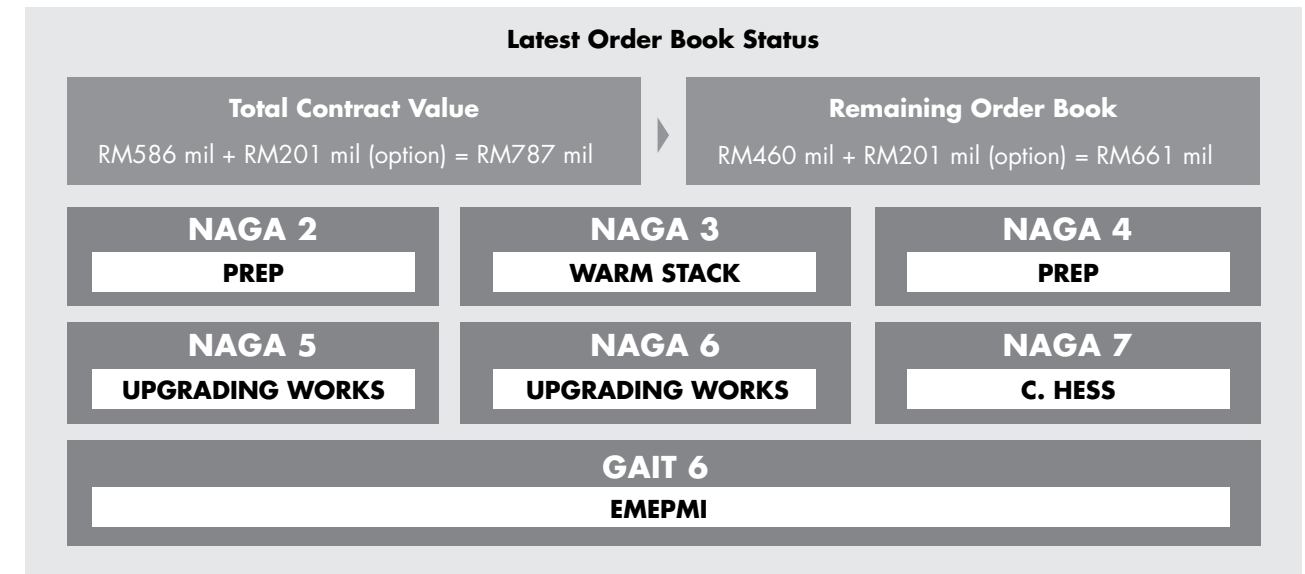 Latest Order Book Status
Total Contract Value
RM586 mil + RM201 mil (option) = RM787 mil
Remaining Order Book
RM460 mil + RM201 mil (option) = RM661 mil
NAGA 2
PREP
NAGA 3
WARM STACK
NAGA 4
PREP
NAGA 5
UPGRADING WORKS
NAGA 6
UPGRADING WORKS
NAGA 7
C. HESS
GAIT 6
EMEPMI